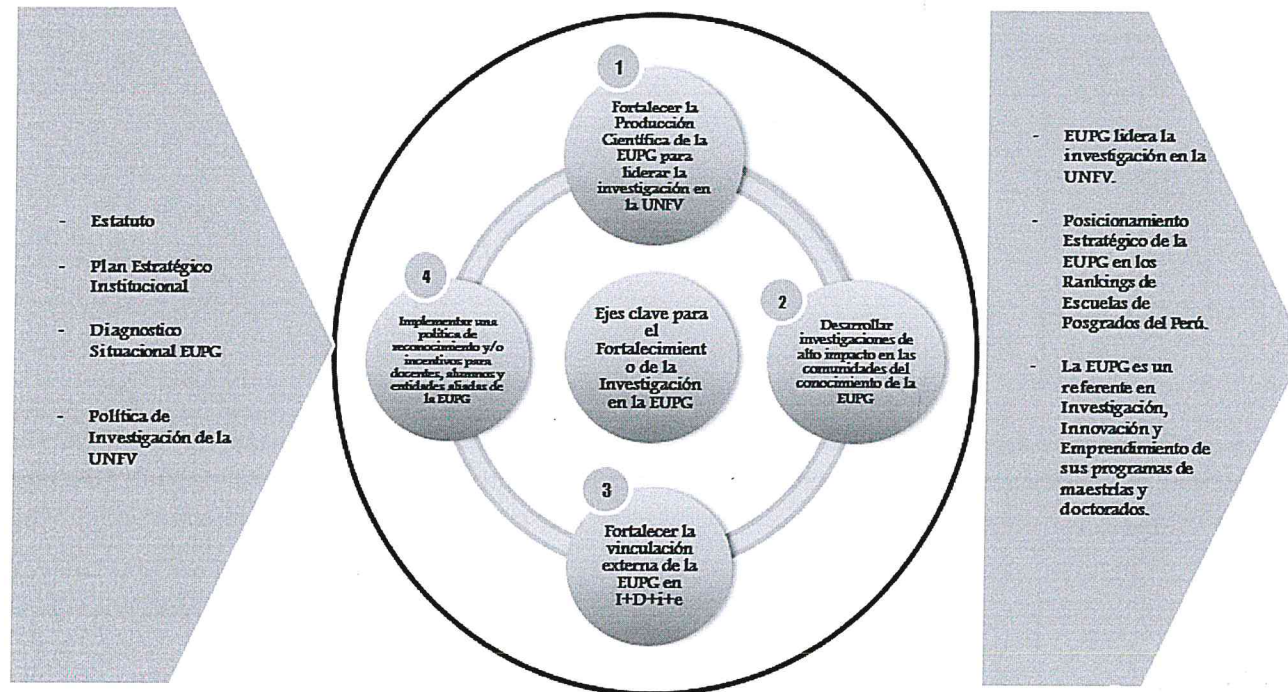 - Estatuto
- Plan Estratégico
Institucional
- Diagnostico
Situacional EUPG
- Política de
Investigación de la
UNFV
1
Fortalecer la
Producción
Científica de la
EUPG para
liderar la
investigación en
la UNFV
2
Desarrollar
investigaciones de
alto impacto en las
comunidades del
conocimiento de la
EUPG
3
Fortalecer la
vinculación
externa de la
EUPG en
I+D+i+e
4
Implementar una
política de
reconocimiento y/o
incentivos para
docentes, alumnos y
entidades aliadas de
la EUPG
Ejes clave para
el
Fortalecimient
o de la
Investigación
en la EUPG
- EUPG lidera la
investigación en la
UNFV.
- Posicionamiento
Estratégico de la
EUPG en los
Rankings de
Escuelas de
Posgrados del Perú.
- La EUPG es un
referente en
Investigación,
Innovación y
Emprendimiento de
sus programas de
maestrías y
doctorados.